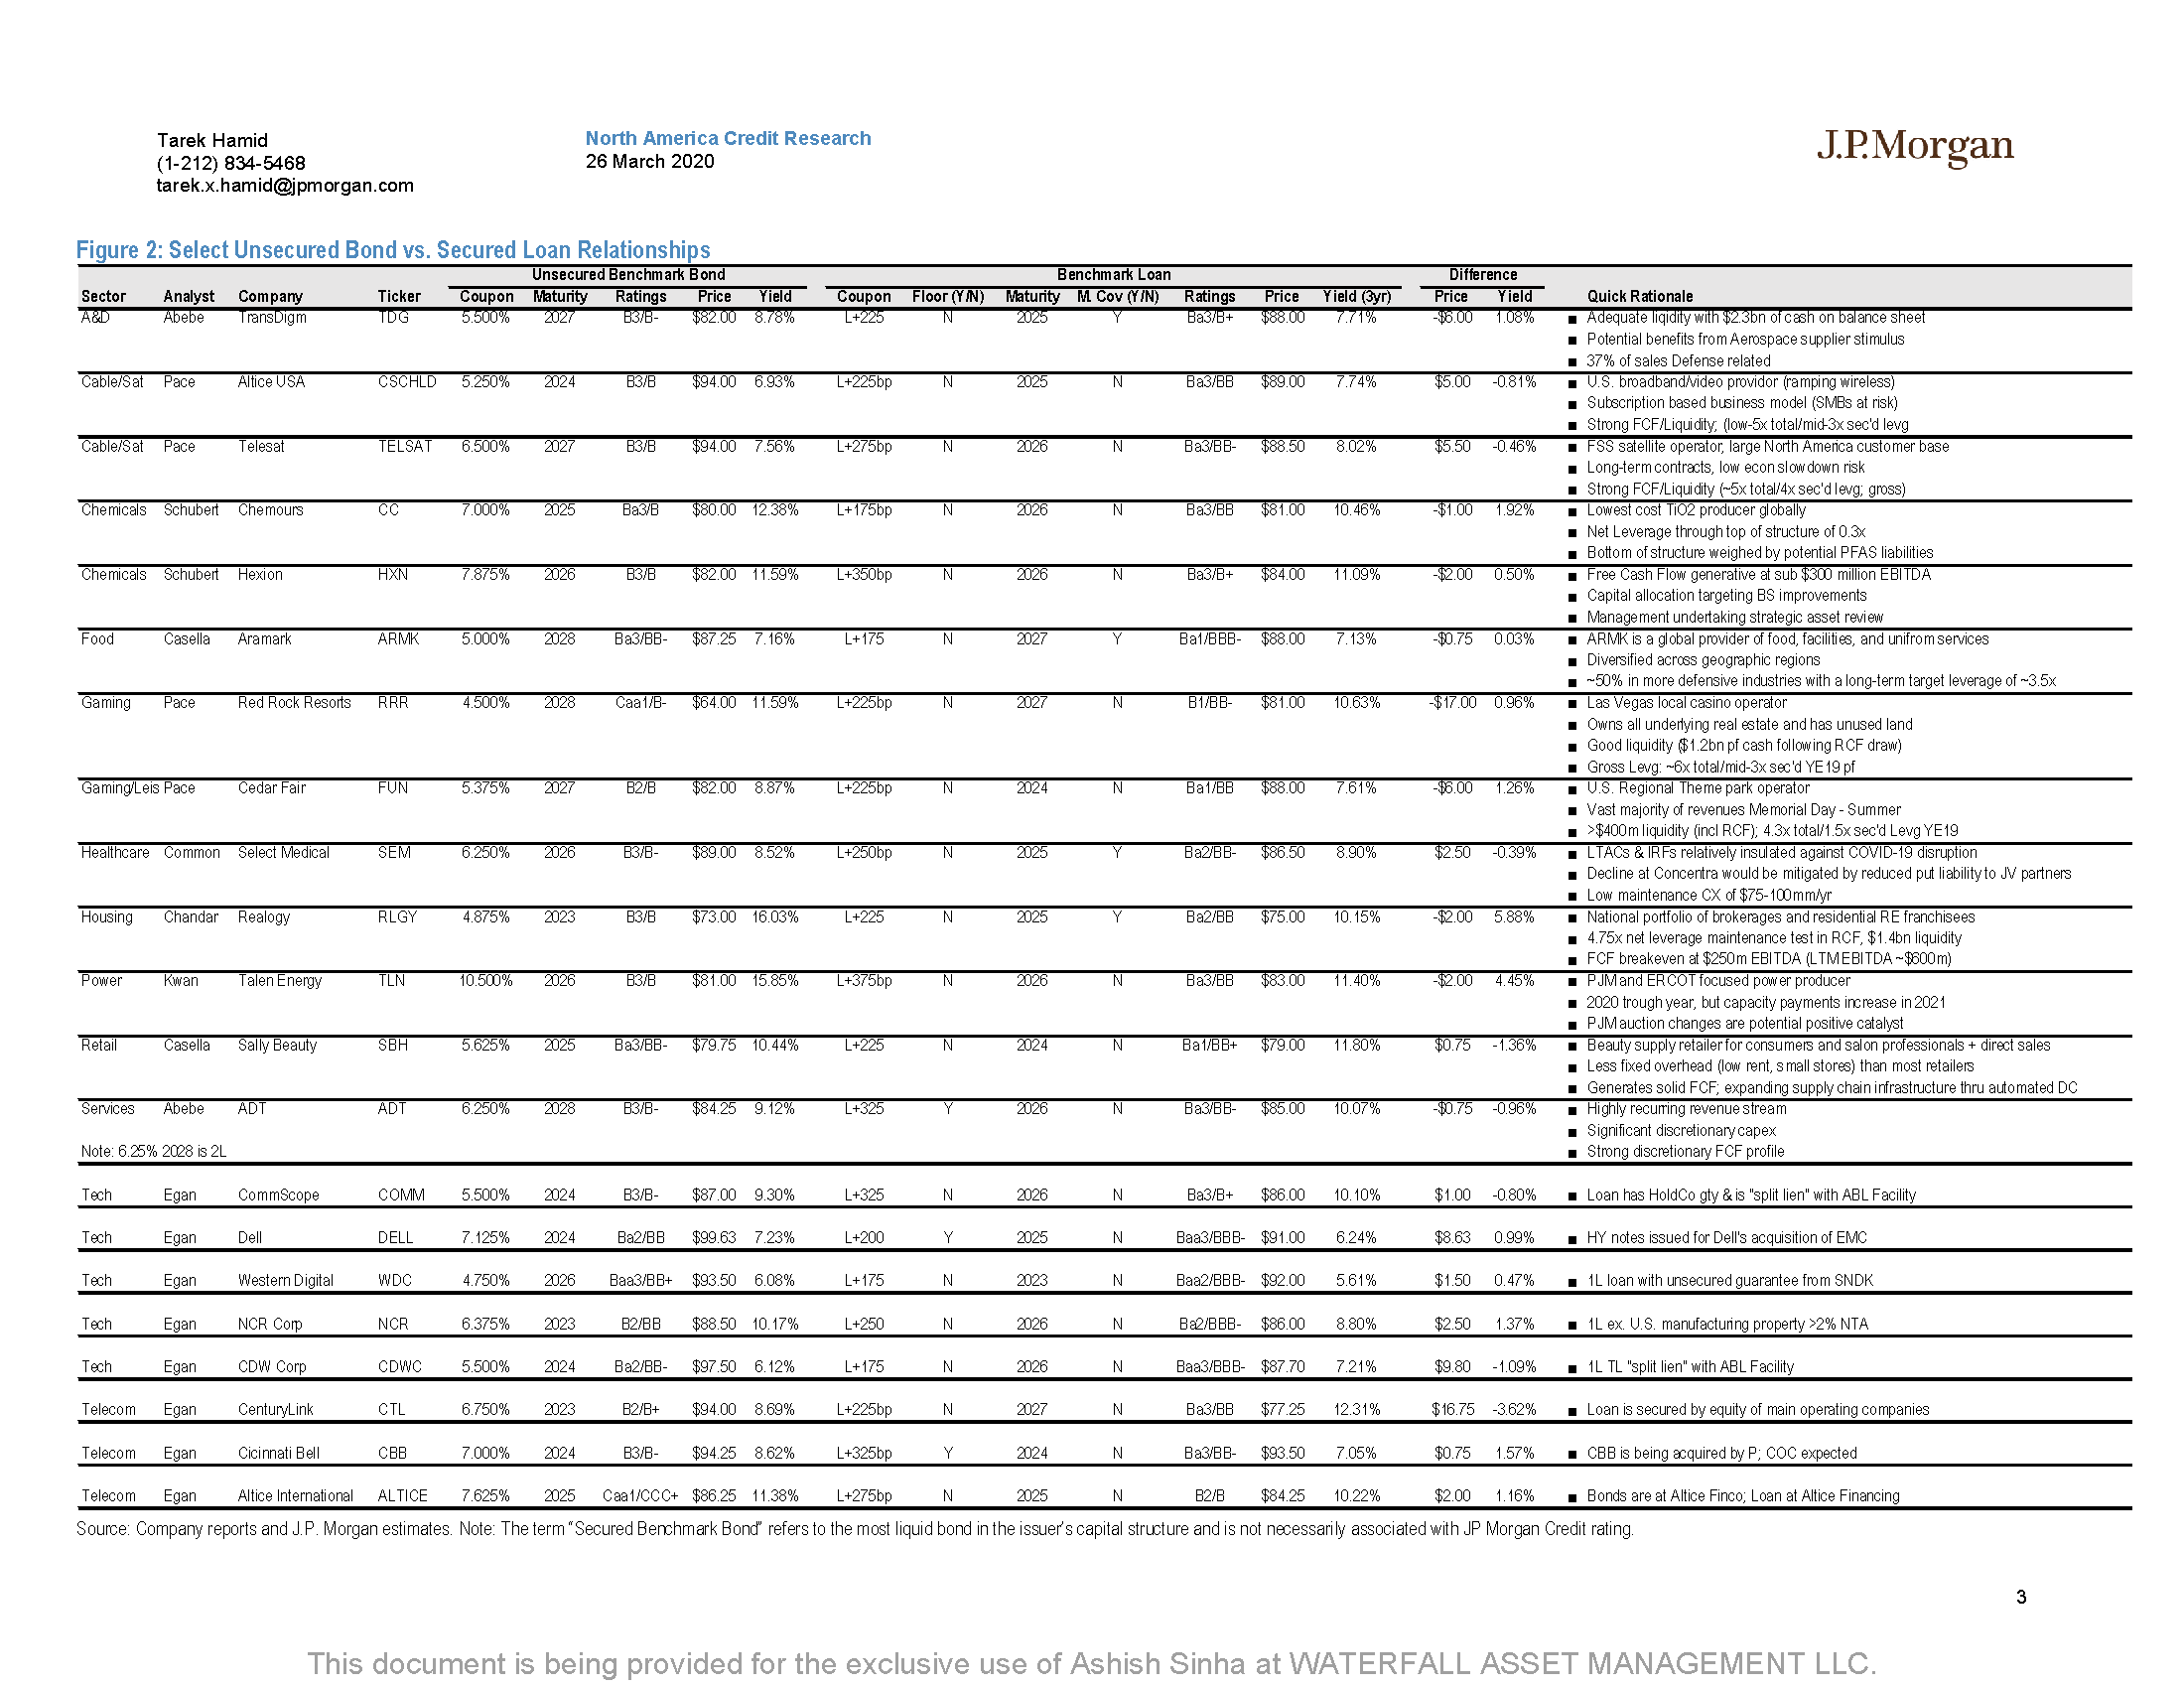 Tarek Hamid
(1-212) 834-5468
tarek.x.hamid@jpmorgan.com
North America Credit Research
26 March 2020
J.P.Morgan
Figure 2: Select Unsecured Bond vs. Secured Loan Relationships
Unsecured Benchmark Bond Benchmark Loan Difference
Sector Analyst Company Ticker Coupon Maturity Ratings Price Yield Coupon Floor (Y/N) Maturity M. Cov (Y/N) Ratings Price Yield (3yr) Price Yield Quick Rationale
A&D Abebe TransDigm TDG 5.500% 2027 B3/B- $82.00 8.78% L+225 N 2025 Y Ba3/B+ $88.00 7.71% -$6.00 1.08% ■ Adequate liqidity with $2.3bn of cash on balance sheet
■ Potential benefits from Aerospace supplier stimulus
■ 37% of sales Defense related
Cable/Sat Pace Altice USA CSCHLD 5.250% 2024 B3/B $94.00 6.93% L+225bp N 2025 N Ba3/BB $89.00 7.74% $5.00 -0.81% ■ U.S. broadband/video providor (ramping wireless)
■ Subscription based business model (SMBs at risk)
■ Strong FCF/Liquidity; (low-5x total/mid-3x sec'd levg
Cable/Sat Pace Telesat TELSAT 6.500% 2027 B3/B $94.00 7.56% L+275bp N 2026 N Ba3/BB- $88.50 8.02% $5.50 -0.46% ■ FSS satellite operator, large North America customer base
■ Long-term contracts, low econ slowdown risk
■ Strong FCF/Liquidity (~5x total/4x sec'd levg; gross)
Chemicals Schubert Chemours CC 7.000% 2025 Ba3/B $80.00 12.38% L+175bp N 2026 N Ba3/BB $81.00 10.46% -$1.00 1.92% ■ Lowest cost TiO2 producer globally
■ Net Leverage through top of structure of 0.3x
■ Bottom of structure weighed by potential PFAS liabilities
Chemicals Schubert Hexion HXN 7.875% 2026 B3/B $82.00 11.59% L+350bp N 2026 N Ba3/B+ $84.00 11.09% -$2.00 0.50% ■ Free Cash Flow generative at sub $300 million EBITDA
■ Capital allocation targeting BS improvements
■ Management undertaking strategic asset review
Food Casella Aramark ARMK 5.000% 2028 Ba3/BB- $87.25 7.16% L+175 N 2027 Y Ba1/BBB- $88.00 7.13% -$0.75 0.03% ■ ARMK is a global provider of food, facilities, and unifrom services
■ Diversified across geographic regions
■ ~50% in more defensive industries with a long-term target leverage of ~3.5x
Gaming Pace Red Rock Resorts RRR 4.500% 2028 Caa1/B- $64.00 11.59% L+225bp N 2027 N B1/BB- $81.00 10.63% -$17.00 0.96% ■ Las Vegas local casino operator
■ Owns all underlying real estate and has unused land
■ Good liquidity ($1.2bn pf cash following RCF draw)
■ Gross Levg: ~6x total/mid-3x sec'd YE19 pf
Gaming/Leis Pace Cedar Fair FUN 5.375% 2027 B2/B $82.00 8.87% L+225bp N 2024 N Ba1/BB $88.00 7.61% -$6.00 1.26% ■ U.S. Regional Theme park operator
■ Vast majority of revenues Memorial Day - Summer
■ >$400m liquidity (incl RCF); 4.3x total/1.5x sec'd Levg YE19
Healthcare Common Select Medical SEM 6.250% 2026 B3/B- $89.00 8.52% L+250bp N 2025 Y Ba2/BB- $86.50 8.90% $2.50 -0.39% ■ LTACs & IRFs relatively insulated against COVID-19 disruption
■ Decline at Concentra would be mitigated by reduced put liability to JV partners
■ Low maintenance CX of $75-100mm/yr
Housing Chandar Realogy RLGY 4.875% 2023 B3/B $73.00 16.03% L+225 N 2025 Y Ba2/BB $75.00 10.15% -$2.00 5.88% ■ National portfolio of brokerages and residential RE franchisees
■ 4.75x net leverage maintenance test in RCF, $1.4bn liquidity
■ FCF breakeven at $250m EBITDA (LTM EBITDA ~$600m)
Power Kwan Talen Energy TLN 10.500% 2026 B3/B $81.00 15.85% L+375bp N 2026 N Ba3/BB $83.00 11.40% -$2.00 4.45% ■ PJM and ERCOT focused power producer
■ 2020 trough year, but capacity payments increase in 2021
■ PJM auction changes are potential positive catalyst
Retail Casella Sally Beauty SBH 5.625% 2025 Ba3/BB- $79.75 10.44% L+225 N 2024 N Ba1/BB+ $79.00 11.80% $0.75 -1.36% ■ Beauty supply retailer for consumers and salon professionals + direct sales
■ Less fixed overhead (low rent, small stores) than most retailers
■ Generates solid FCF; expanding supply chain infrastructure thru automated DC
Services Abebe ADT ADT 6.250% 2028 B3/B- $84.25 9.12% L+325 Y 2026 N Ba3/BB- $85.00 10.07% -$0.75 -0.96% ■ Highly recurring revenue stream
■ Significant discretionary capex
Note: 6.25% 2028 is 2L ■ Strong discretionary FCF profile
Tech Egan CommScope COMM 5.500% 2024 B3/B- $87.00 9.30% L+325 N 2026 N Ba3/B+ $86.00 10.10% $1.00 -0.80% ■ Loan has HoldCo gty & is "split lien" with ABL Facility
Tech Egan Dell DELL 7.125% 2024 Ba2/BB $99.63 7.23% L+200 Y 2025 N Baa3/BBB- $91.00 6.24% $8.63 0.99% ■ HY notes issued for Dell's acquisition of EMC
Tech Egan Western Digital WDC 4.750% 2026 Baa3/BB+ $93.50 6.08% L+175 N 2023 N Baa2/BBB- $92.00 5.61% $1.50 0.47% ■ 1L loan with unsecured guarantee from SNDK
Tech Egan NCR Corp NCR 6.375% 2023 B2/BB $88.50 10.17% L+250 N 2026 N Ba2/BBB- $86.00 8.80% $2.50 1.37% ■ 1L ex. U.S. manufacturing property >2% NTA
Tech Egan CDW Corp CDWC 5.500% 2024 Ba2/BB- $97.50 6.12% L+175 N 2026 N Baa3/BBB- $87.70 7.21% $9.80 -1.09% ■ 1L TL "split lien" with ABL Facility
Telecom Egan CenturyLink CTL 6.750% 2023 B2/B+ $94.00 8.69% L+225bp N 2027 N Ba3/BB $77.25 12.31% $16.75 -3.62% ■ Loan is secured by equity of main operating companies
Telecom Egan Cicinnati Bell CBB 7.000% 2024 B3/B- $94.25 8.62% L+325bp Y 2024 N Ba3/BB- $93.50 7.05% $0.75 1.57% ■ CBB is being acquired by P; COC expected
Telecom Egan Altice International ALTICE 7.625% 2025 Caa1/CCC+ $86.25 11.38% L+275bp N 2025 N B2/B $84.25 10.22% $2.00 1.16% ■ Bonds are at Altice Finco; Loan at Altice Financing
Source: Company reports and J.P. Morgan estimates. Note: The term “Secured Benchmark Bond” refers to the most liquid bond in the issuer's capital structure and is not necessarily associated with JP Morgan Credit rating.
3
This document is being provided for the exclusive use of Ashish Sinha at WATERFALL ASSET MANAGEMENT LLC.